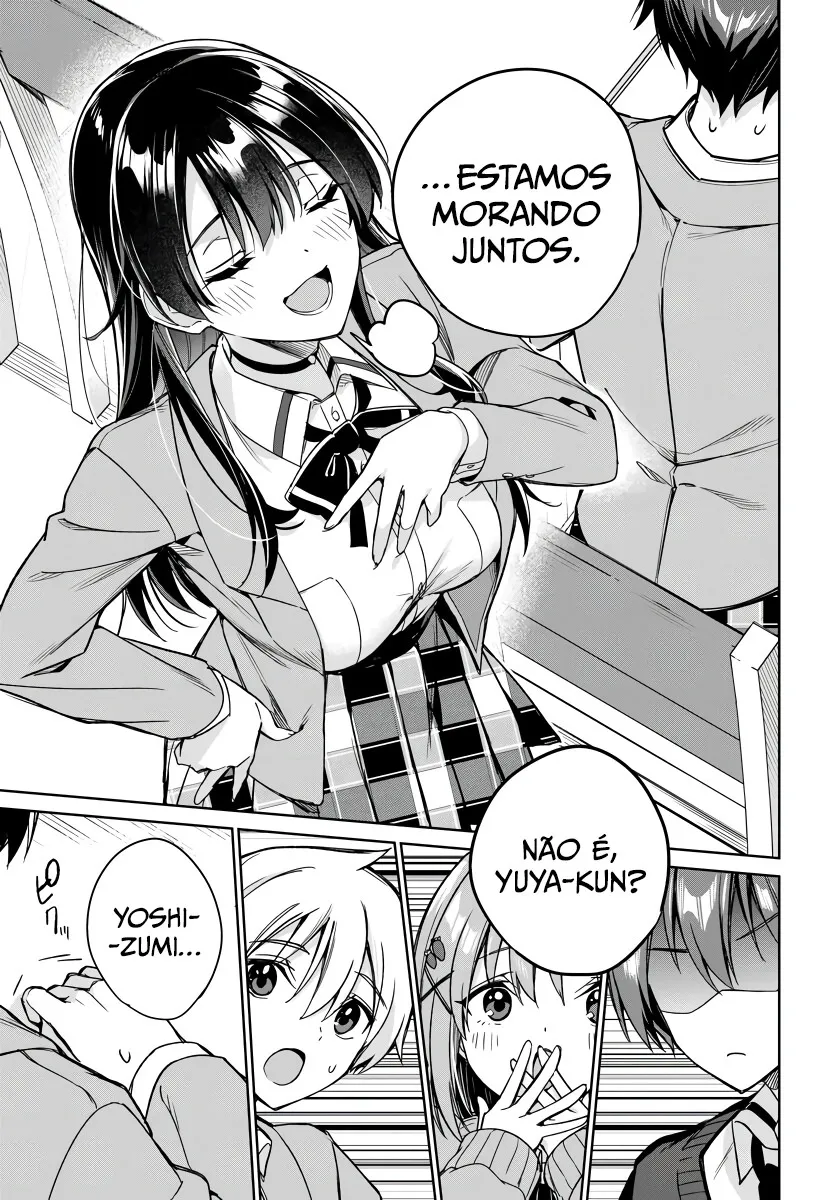 ...ESTAMOS
MORANDO
JUNTOS.
NÃO É,
YUYA-KUN?
YOSHI-
-ZUMI...